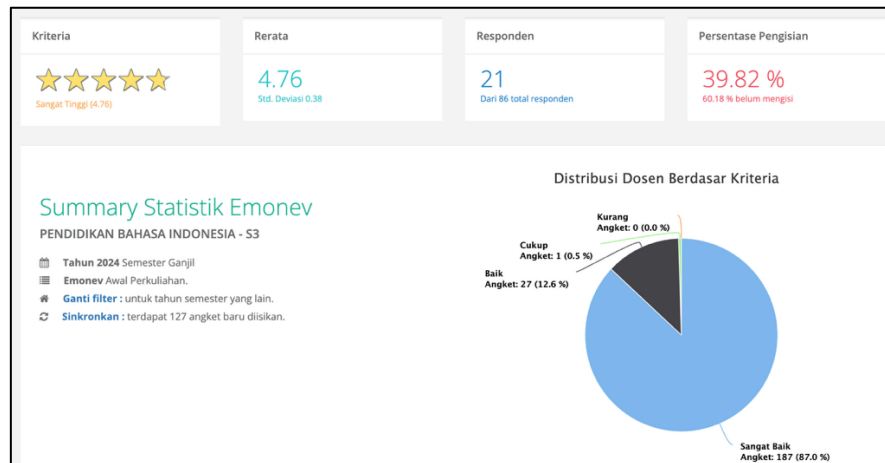 Kriteria
Sangat Tinggi (4.76)
Rerata
4.76
Std. Deviasi 0.38
Responden
21
Dari 86 total responden
Persentase Pengisian
39.82 %
60.18 % belum mengisi
Summary Statistik Emonev
PENDIDIKAN BAHASA INDONESIA - S3
Tahun 2024 Semester Ganjil
Emonev Awal Perkuliahan.
Ganti filter : untuk tahun semester yang lain.
Sinkronkan : terdapat 127 angket baru diisikan.
Distribusi Dosen Berdasar Kriteria
Kurang
Angket: 0 (0.0 %)
Cukup
Angket: 1 (0.5 %)
Baik
Angket: 27 (12.6 %)
Sangat Baik
Angket: 187 (87.0 %)